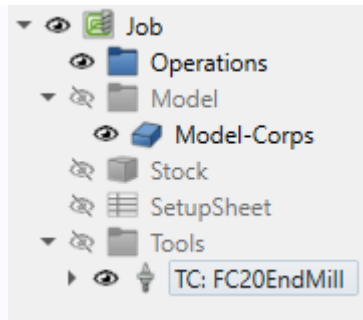 Job
Operations
Model
Model-Corps
Stock
SetupSheet
Tools
TC: FC20EndMill